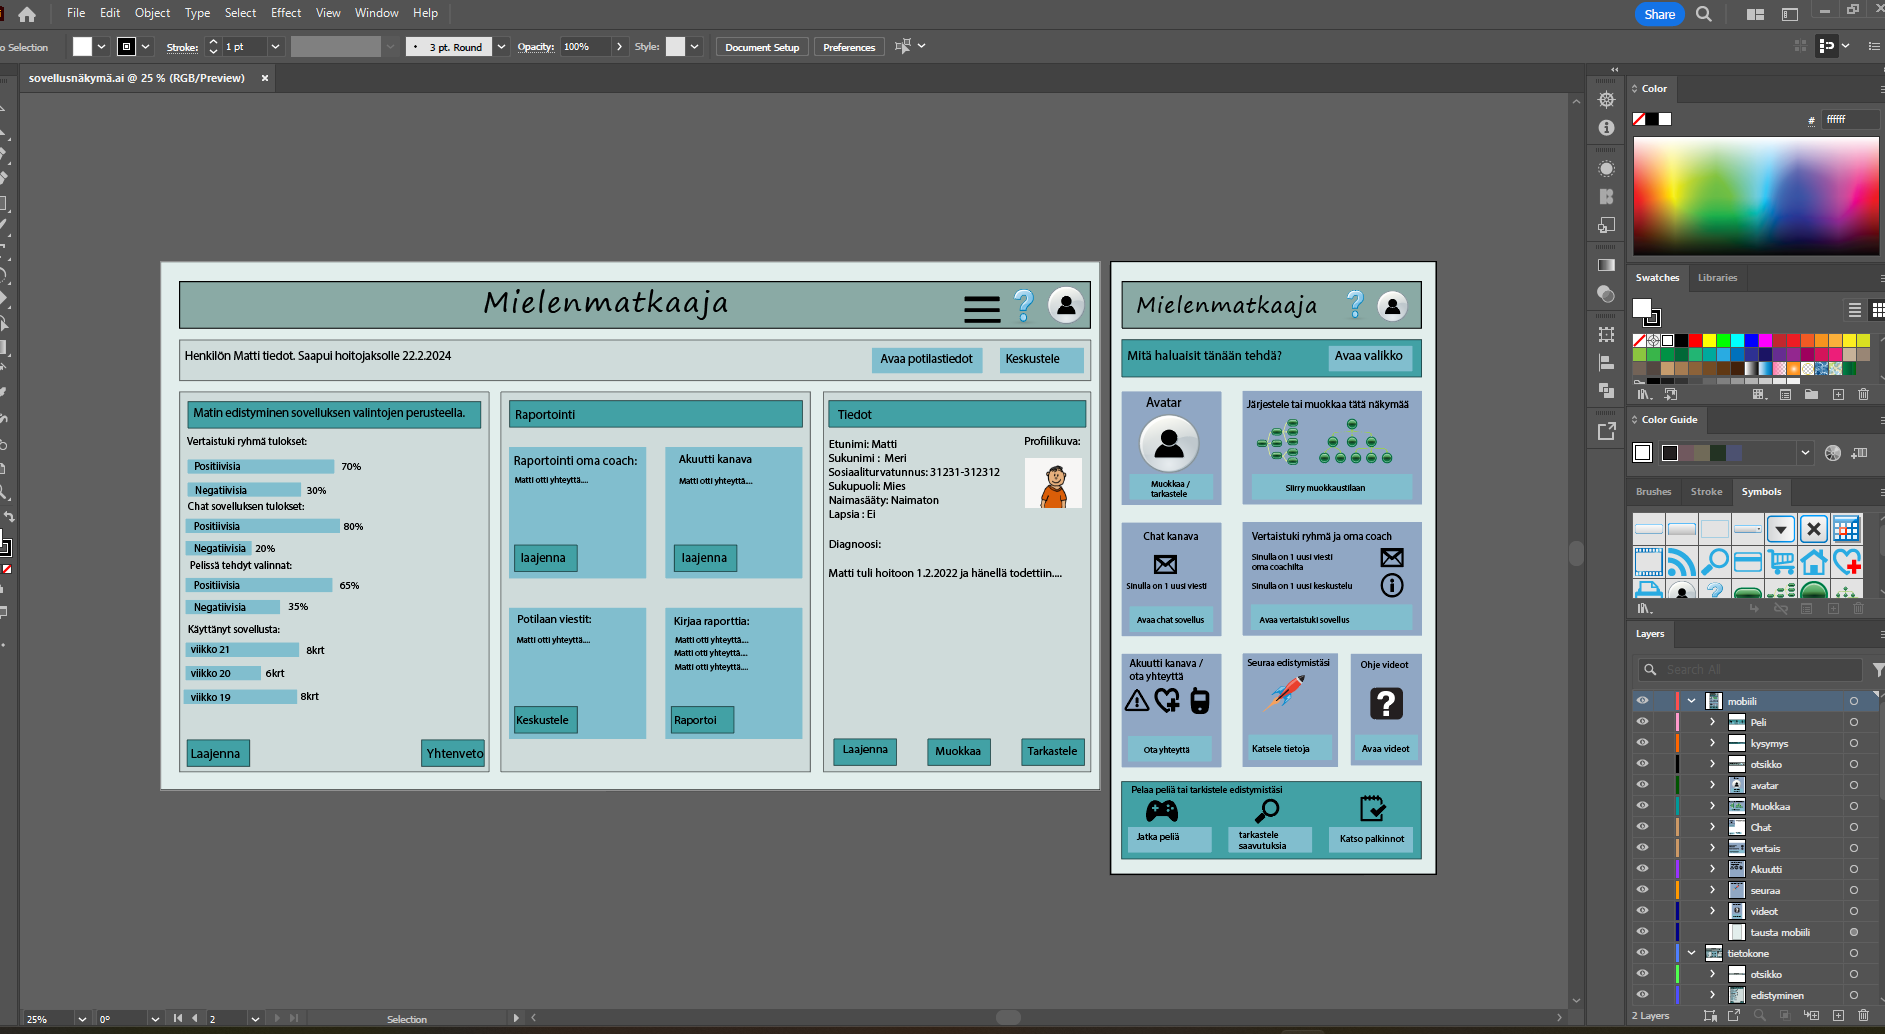 File Edit Object Type Select Effect View Window Help
Share
o Selection
Stroke:
1 pt
3 pt. Round
Opacity:
100%
Style:
Document Setup
Preferences
sovellusnäkymä.ai @ 25 % (RGB/Preview) ×
Mielenmatkaaja
Henkilön Matti tiedot. Saapui hoitojaksolle 22.2.2024
Avaa potilastiedot
Keskustele
Matin edistyminen sovelluksen valintojen perusteella.
Vertaistuki ryhmä tulokset:
Positiivisia 70%
Negatiivisia 30%
Chat sovelluksen tulokset:
Positiivisia 80%
Negatiivisia 20%
Pelissä tehdyt valinnat:
Positiivisia 65%
Negatiivisia 35%
Käyttänyt sovellusta:
viikko 21 8krt
viikko 20 6krt
viikko 19 8krt
Laajenna
Yhtenveto
Raportointi
Raportointi oma coach:
Matti otti yhteyttä....
laajenna
Akuutti kanava
Matti otti yhteyttä....
laajenna
Potilaan viestit:
Matti otti yhteyttä....
Keskustele
Kirjaa raporttia:
Matti otti yhteyttä....
Matti otti yhteyttä....
Matti otti yhteyttä....
Raportoi
Tiedot
Etunimi: Matti
Sukunimi : Meri
Sosiaaliturvatunnus: 31231-312312
Sukupuoli: Mies
Naimasääty: Naimaton
Lapsia : Ei
Profiilikuva:
Diagnoosi:
Matti tuli hoitoon 1.2.2022 ja hänellä todettiin....
Laajenna
Muokkaa
Tarkastele
Mielenmatkaaja
Mitä haluaisit tänään tehdä?
Avaa valikko
Avatar
Muokkaa /
tarkastele
Järjestele tai muokkaa tätä näkymää
Siirry muokkaustilaan
Chat kanava
Sinulla on 1 uusi viesti
Avaa chat sovellus
Vertaistuki ryhmä ja oma coach
Sinulla on 1 uusi viesti
oma coachilta
Sinulla on 1 uusi keskustelu
Avaa vertaistuki sovellus
Akuutti kanava /
ota yhteyttä
Ota yhteyttä
Seuraa edistymistäsi
Katsele tietoja
Ohje videot
Avaa videot
Pelaa peliä tai tarkistele edistymistäsi
Jatka peliä
tarkastele
saavutuksia
Katso palkinnot
Color
# ffffff
Swatches Libraries
Color Guide
Brushes Stroke Symbols
Layers
Search All
mobiili
Peli
kysymys
otsikko
avatar
Muokkaa
Chat
vertais
Akuutti
seuraa
videot
tausta mobiili
tietokone
otsikko
edistyminen
2 Layers
25%
0°
2
Selection